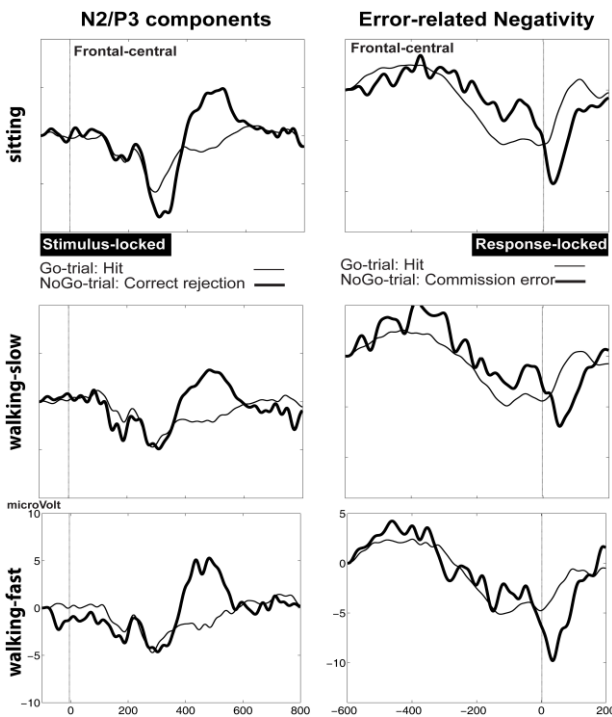 N2/P3 components
Error-related Negativity
Frontal-central
Frontal-central
sitting
Stimulus-locked
Response-locked
Go-trial: Hit
NoGo-trial: Correct rejection
Go-trial: Hit
NoGo-trial: Commission error
walking-slow
microVolt
10
5
0
−5
−10
walking-fast
0 200 400 600 800
5
0
−5
−10
−600 −400 −200 0 200